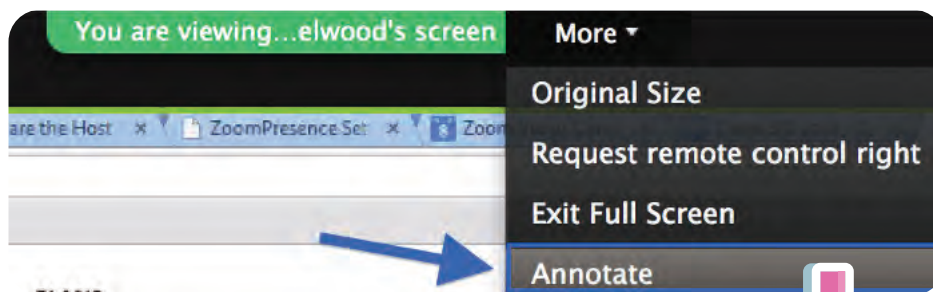 You are viewing...elwood's screen More
Original Size
are the Host ZoomPresence Set Zoom
Request remote control right
Exit Full Screen
Annotate